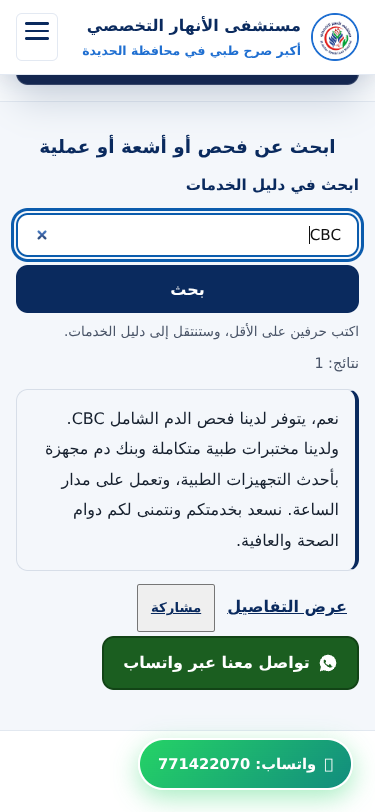 مستشفى الأنهار التخصصي
أكبر صرح طبي في محافظة الحديدة
ابحث عن فحص أو أشعة أو عملية
ابحث في دليل الخدمات
CBC
×
بحث
اكتب حرفين على الأقل، وستنتقل إلى دليل الخدمات.
نتائج: 1
نعم، يتوفر لدينا فحص الدم الشامل CBC.
ولدينا مختبرات طبية متكاملة وبنك دم مجهزة
بأحدث التجهيزات الطبية، وتعمل على مدار
الساعة. نسعد بخدمتكم ونتمنى لكم دوام
الصحة والعافية.
عرض التفاصيل
مشاركة
تواصل معنا عبر واتساب
واتساب: 771422070